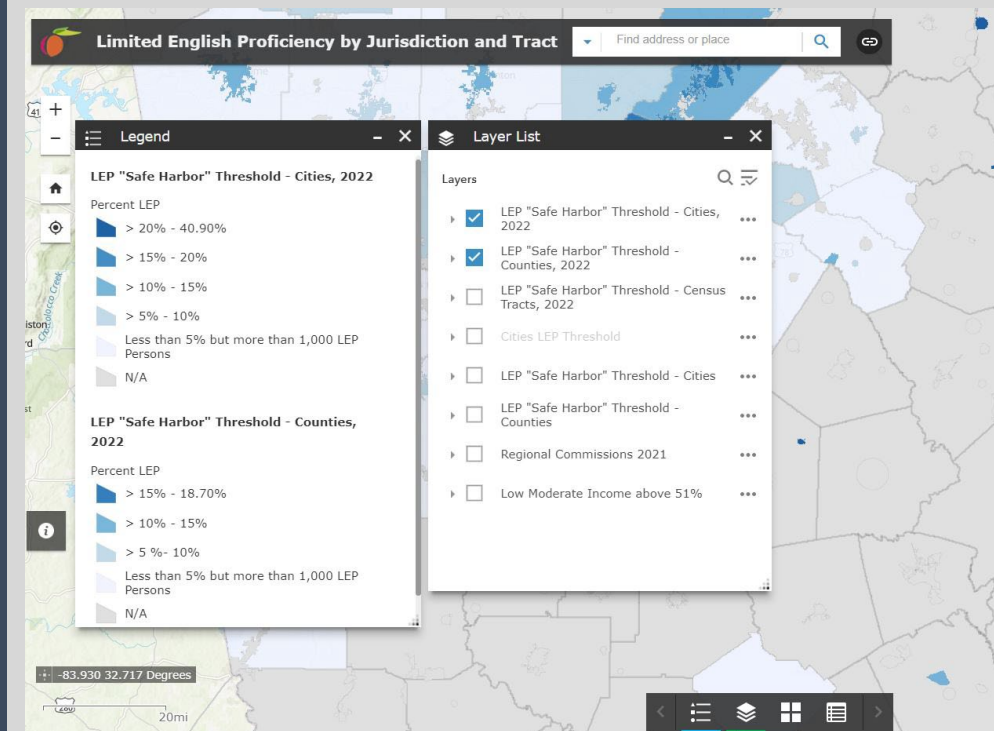 Limited English Proficiency by Jurisdiction and Tract
Find address or place
41
+
−
Legend
LEP "Safe Harbor" Threshold - Cities, 2022
Percent LEP
> 20% - 40.90%
> 15% - 20%
> 10% - 15%
> 5% - 10%
Less than 5% but more than 1,000 LEP
Persons
N/A
LEP "Safe Harbor" Threshold - Counties,
2022
Percent LEP
> 15% - 18.70%
> 10% - 15%
> 5 %- 10%
Less than 5% but more than 1,000 LEP
Persons
N/A
Layer List
Layers
LEP "Safe Harbor" Threshold - Cities,
2022
LEP "Safe Harbor" Threshold -
Counties, 2022
LEP "Safe Harbor" Threshold - Census
Tracts, 2022
Cities LEP Threshold
LEP "Safe Harbor" Threshold - Cities
LEP "Safe Harbor" Threshold -
Counties
Regional Commissions 2021
Low Moderate Income above 51%
-83.930 32.717 Degrees
280
20mi